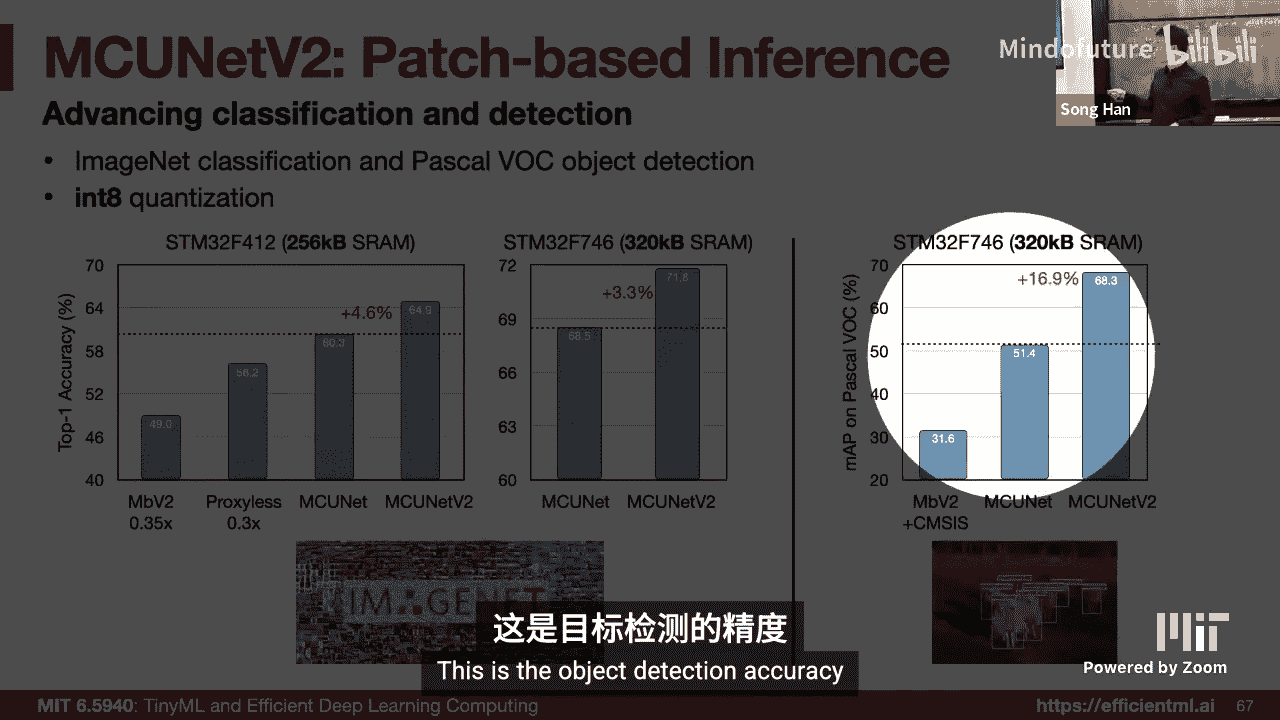 MCUNetV2: Patch-based Inference
Mindofuture bilibili
Song Han
Advancing classification and detection
• ImageNet classification and Pascal VOC object detection
• int8 quantization
STM32F412 (256kB SRAM)
Top-1 Accuracy (%)
70
64
58
52
46
40
49.0
56.2
60.3
64.9
+4.6%
MbV2 0.35x
Proxyless 0.3x
MCUNet
MCUNetV2
STM32F746 (320kB SRAM)
72
69
66
63
60
68.5
71.8
+3.3%
MCUNet
MCUNetV2
STM32F746 (320kB SRAM)
mAP on Pascal VOC (%)
70
60
50
40
30
20
31.6
51.4
68.3
+16.9%
MbV2 +CMSIS
MCUNet
MCUNetV2
IMAGENET
这是目标检测的精度
This is the object detection accuracy
MIT
Powered by Zoom
MIT 6.5940: TinyML and Efficient Deep Learning Computing
https://efficientml.ai
67